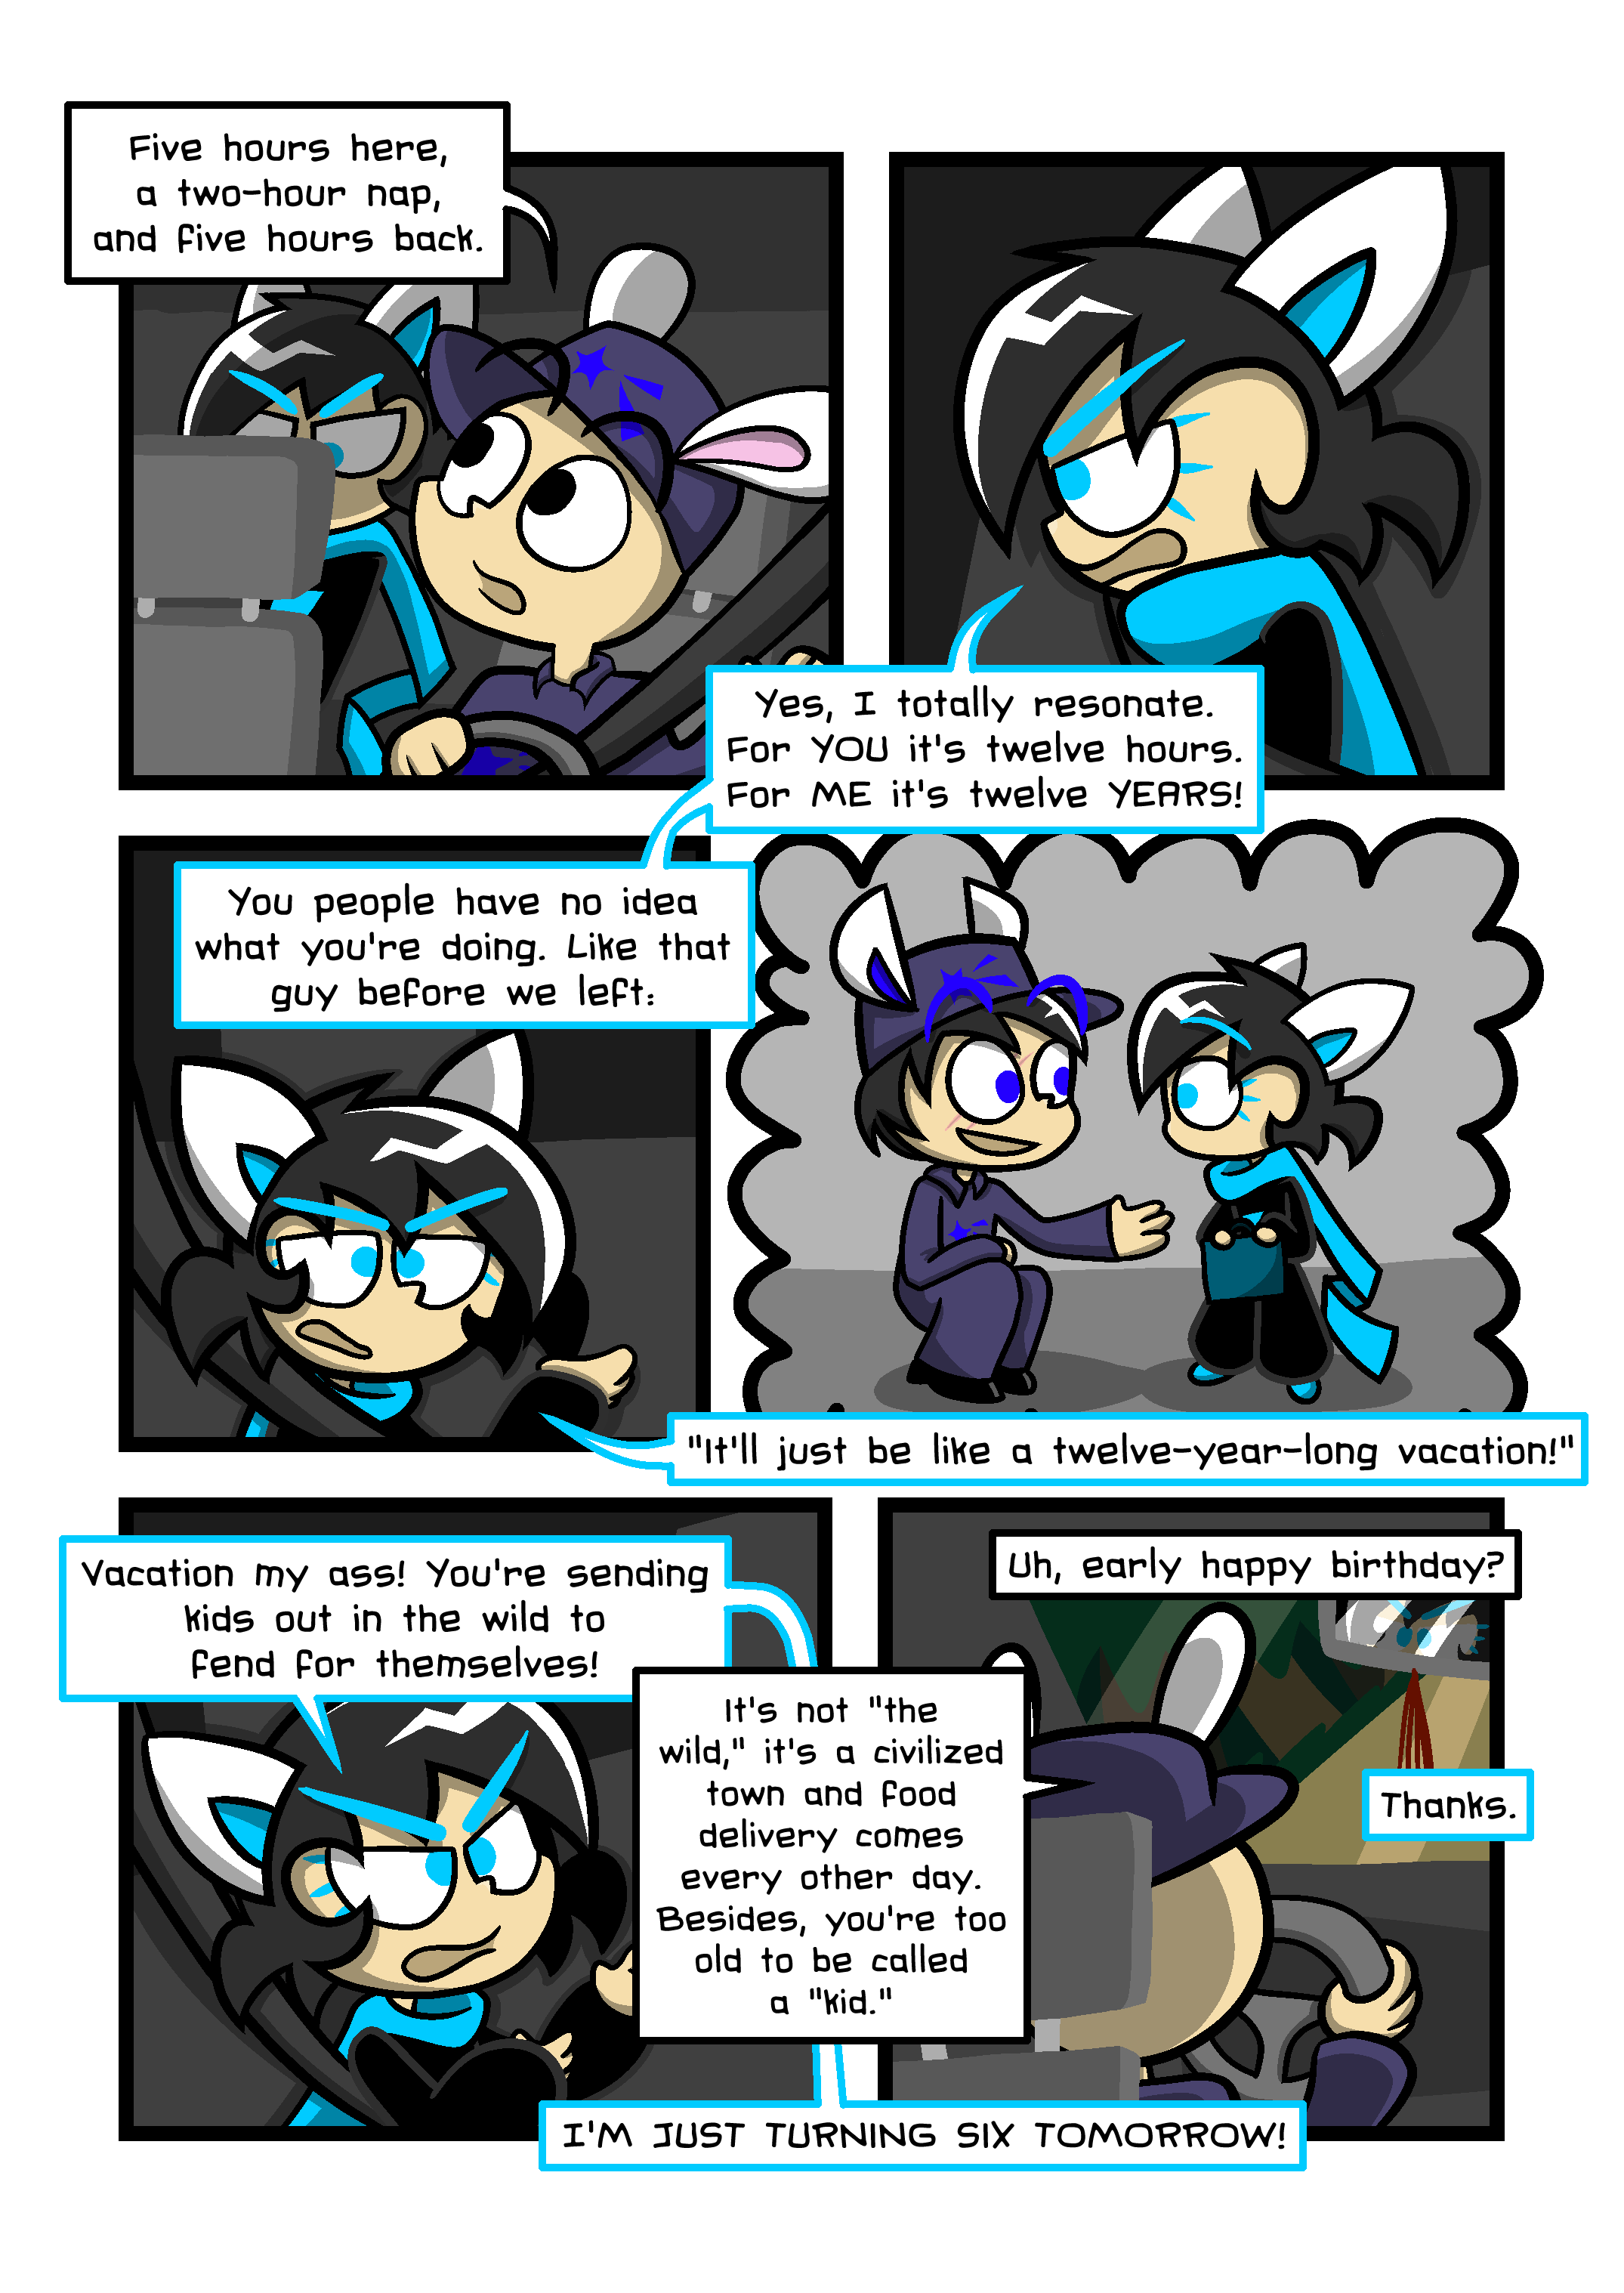 Five hours here,
a two-hour nap,
and five hours back.
Yes, I totally resonate.
For YOU it's twelve hours.
For ME it's twelve YEARS!
You people have no idea
what you're doing. Like that
guy before we left:
"It'll just be like a twelve-year-long vacation!"
Vacation my ass! You're sending
kids out in the wild to
fend for themselves!
It's not "the
wild," it's a civilized
town and food
delivery comes
every other day.
Besides, you're too
old to be called
a "kid."
I'M JUST TURNING SIX TOMORROW!
Uh, early happy birthday?
Thanks.